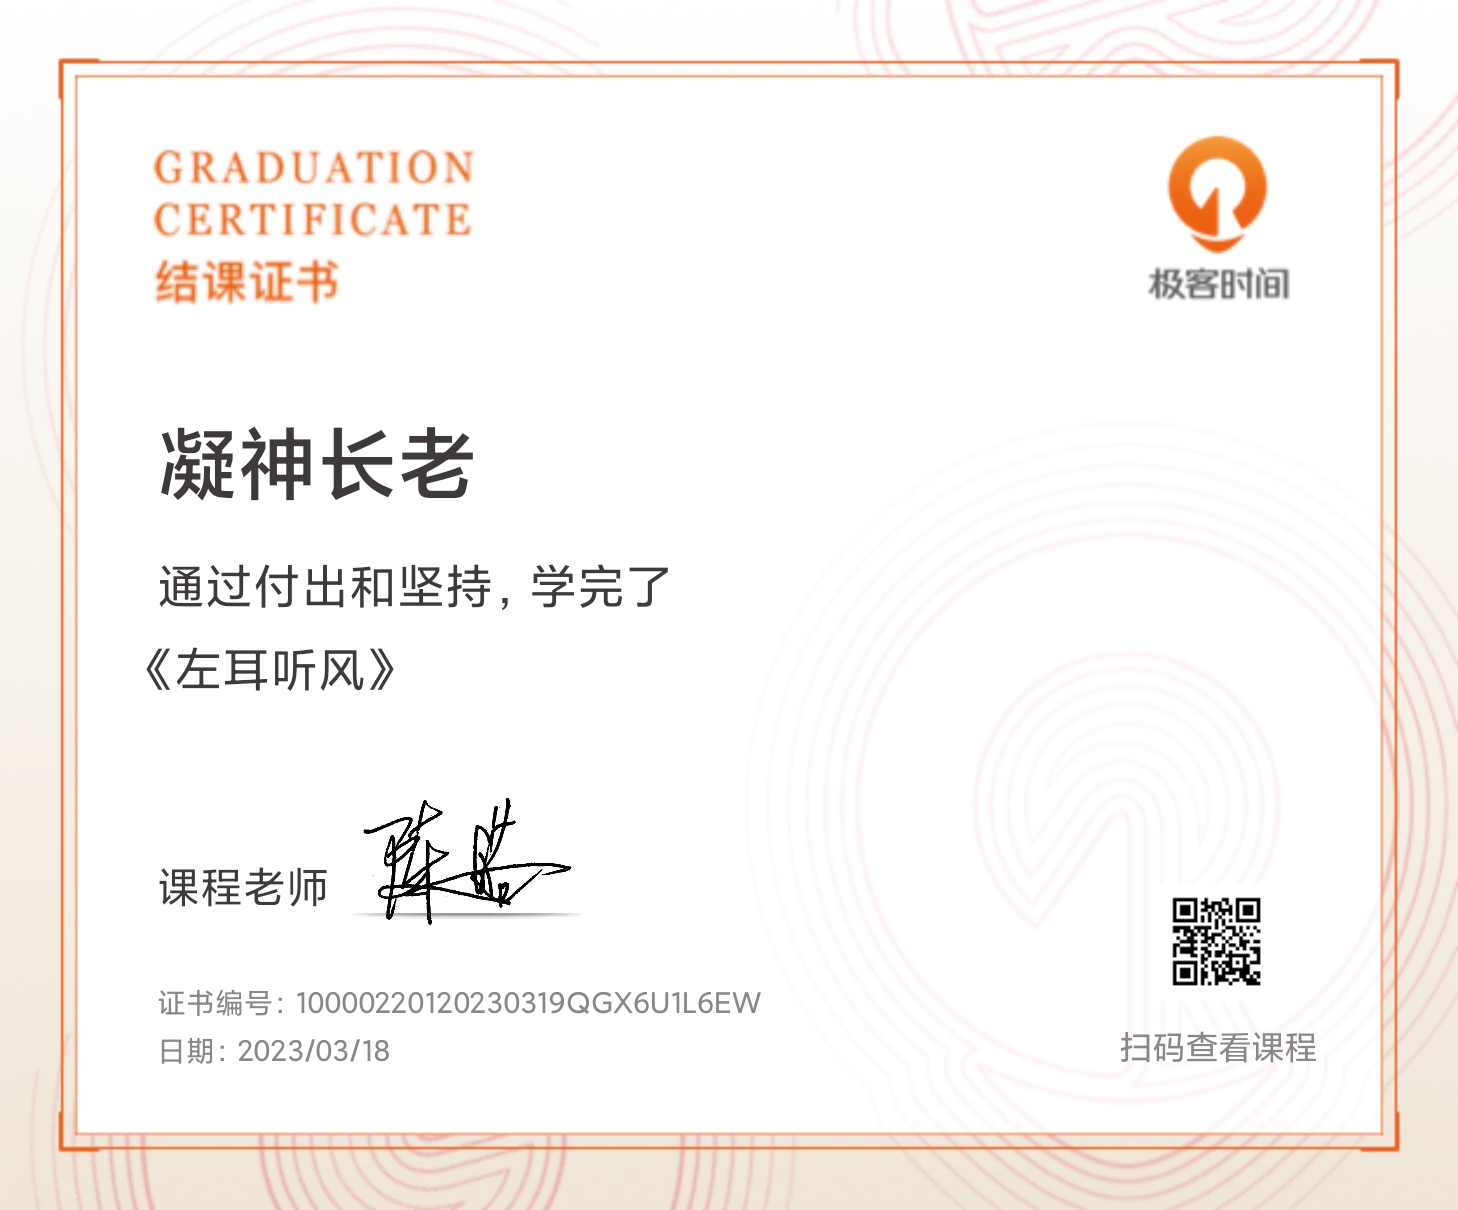 GRADUATION
CERTIFICATE
结课证书
极客时间
凝神长老
通过付出和坚持，学完了
《左耳听风》
课程老师 陈皓
证书编号：10000220120230319QGX6U1L6EW
日期：2023/03/18
扫码查看课程